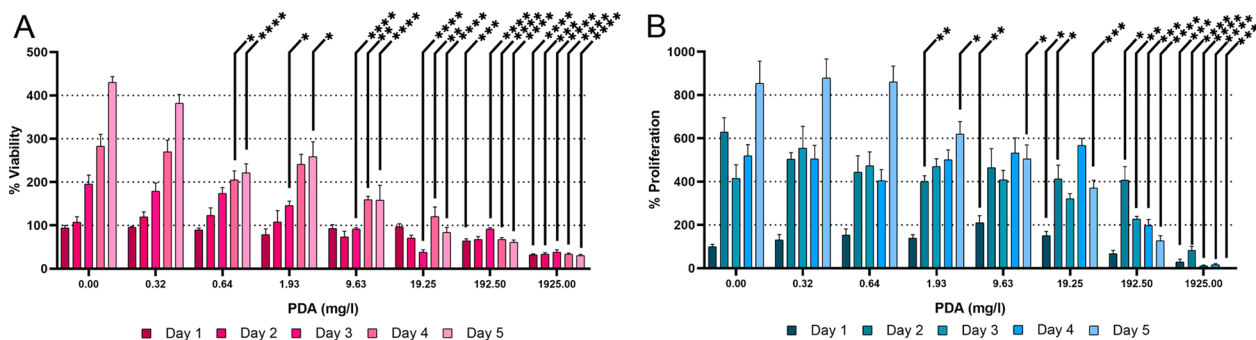 A
% Viability
500
400
300
200
100
0
0.00 0.32 0.64 1.93 9.63 19.25 192.50 1925.00
PDA (mg/l)
Day 1 Day 2 Day 3 Day 4 Day 5
B
% Proliferation
1000
800
600
400
200
0
0.00 0.32 0.64 1.93 9.63 19.25 192.50 1925.00
PDA (mg/l)
Day 1 Day 2 Day 3 Day 4 Day 5